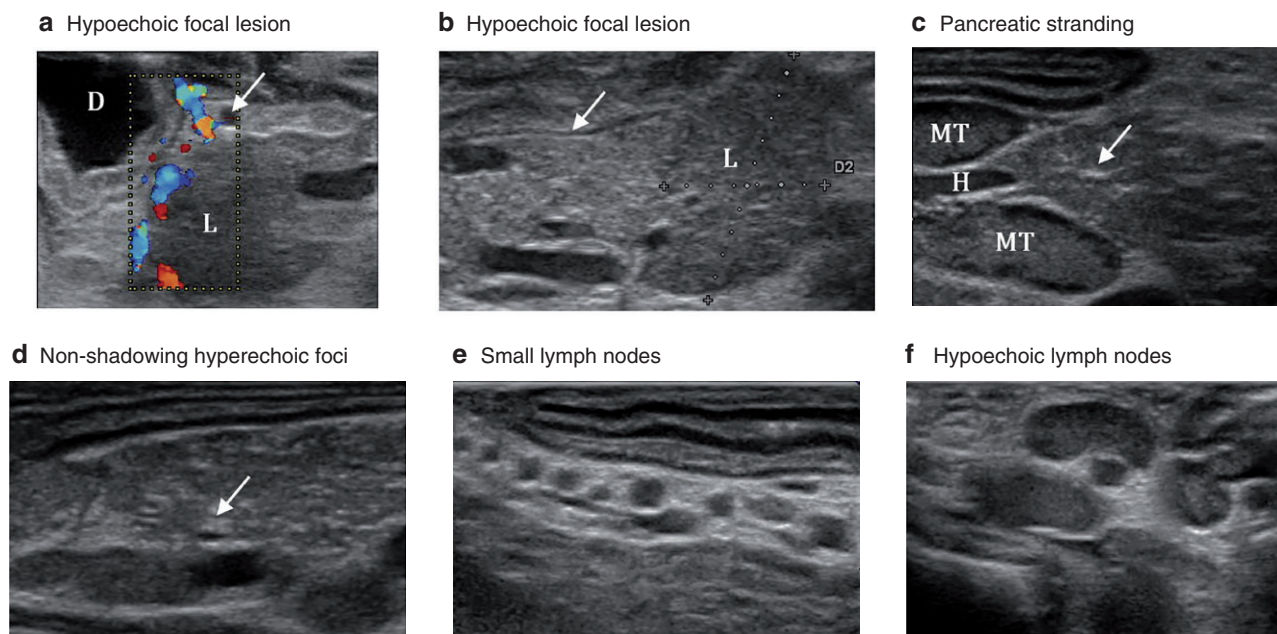 a Hypoechoic focal lesion
b Hypoechoic focal lesion
c Pancreatic stranding
D
L
L
D2
MT
H
MT
d Non-shadowing hyperechoic foci
e Small lymph nodes
f Hypoechoic lymph nodes